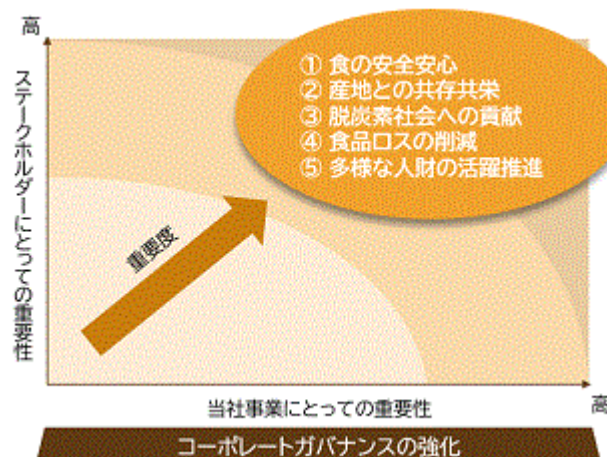 高
① 食の安全安心
② 産地との共存共栄
③ 脱炭素社会への貢献
④ 食品ロスの削減
⑤ 多様な人財の活躍推進
ステークホルダーにとっての重要性
重要度
当社事業にとっての重要性
高
コーポレートガバナンスの強化